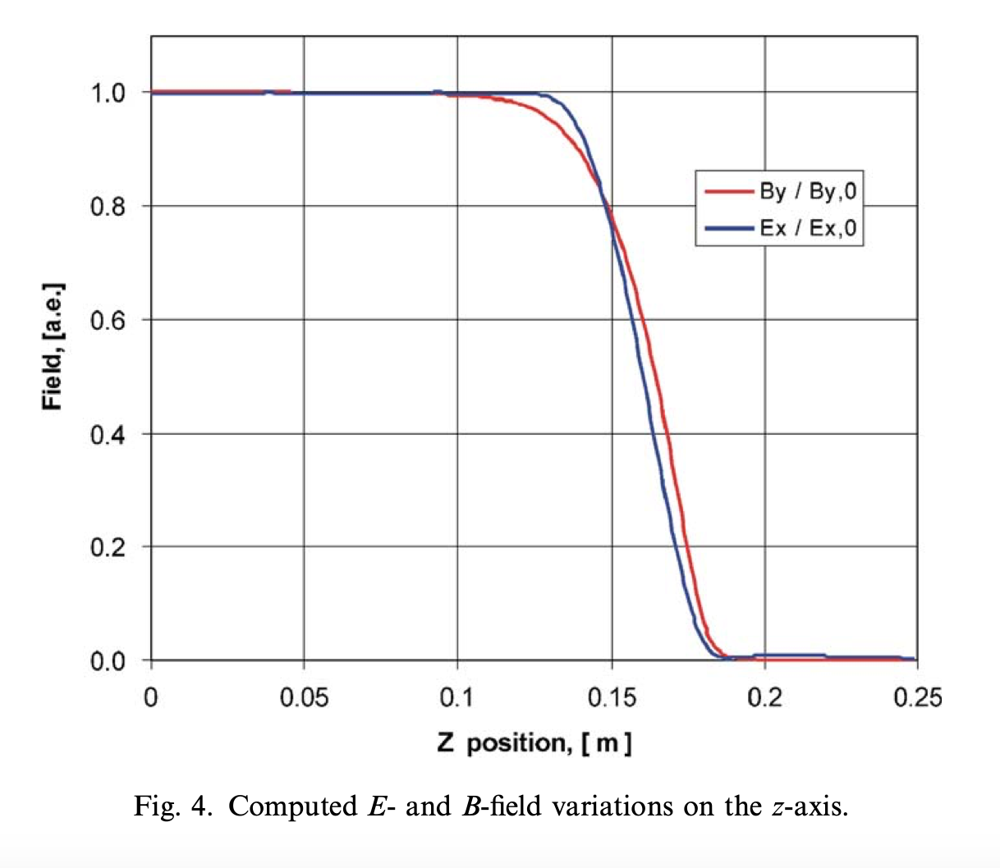 1.0
0.8
0.6
0.4
0.2
0.0
Field, [a.e.]
By / By,0
Ex / Ex,0
0 0.05 0.1 0.15 0.2 0.25
Z position, [ m ]
Fig. 4. Computed E- and B-field variations on the z-axis.